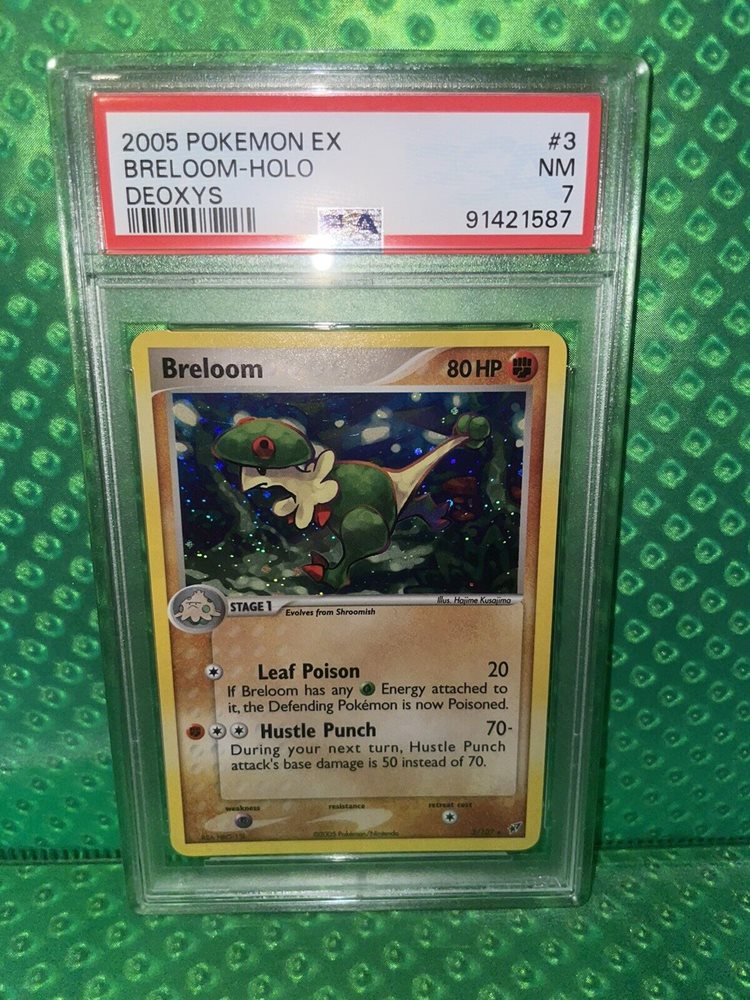 2005 POKEMON EX #3
BRELOOM-HOLO NM
DEOXYS 7
91421587
Breloom 80 HP
Illus. Hajime Kusajima
STAGE 1 Evolves from Shroomish
Leaf Poison 20
If Breloom has any Energy attached to
it, the Defending Pokémon is now Poisoned.
Hustle Punch 70-
During your next turn, Hustle Punch
attack's base damage is 50 instead of 70.
weakness resistance retreat cost
©2005 Pokémon/Nintendo 3/107